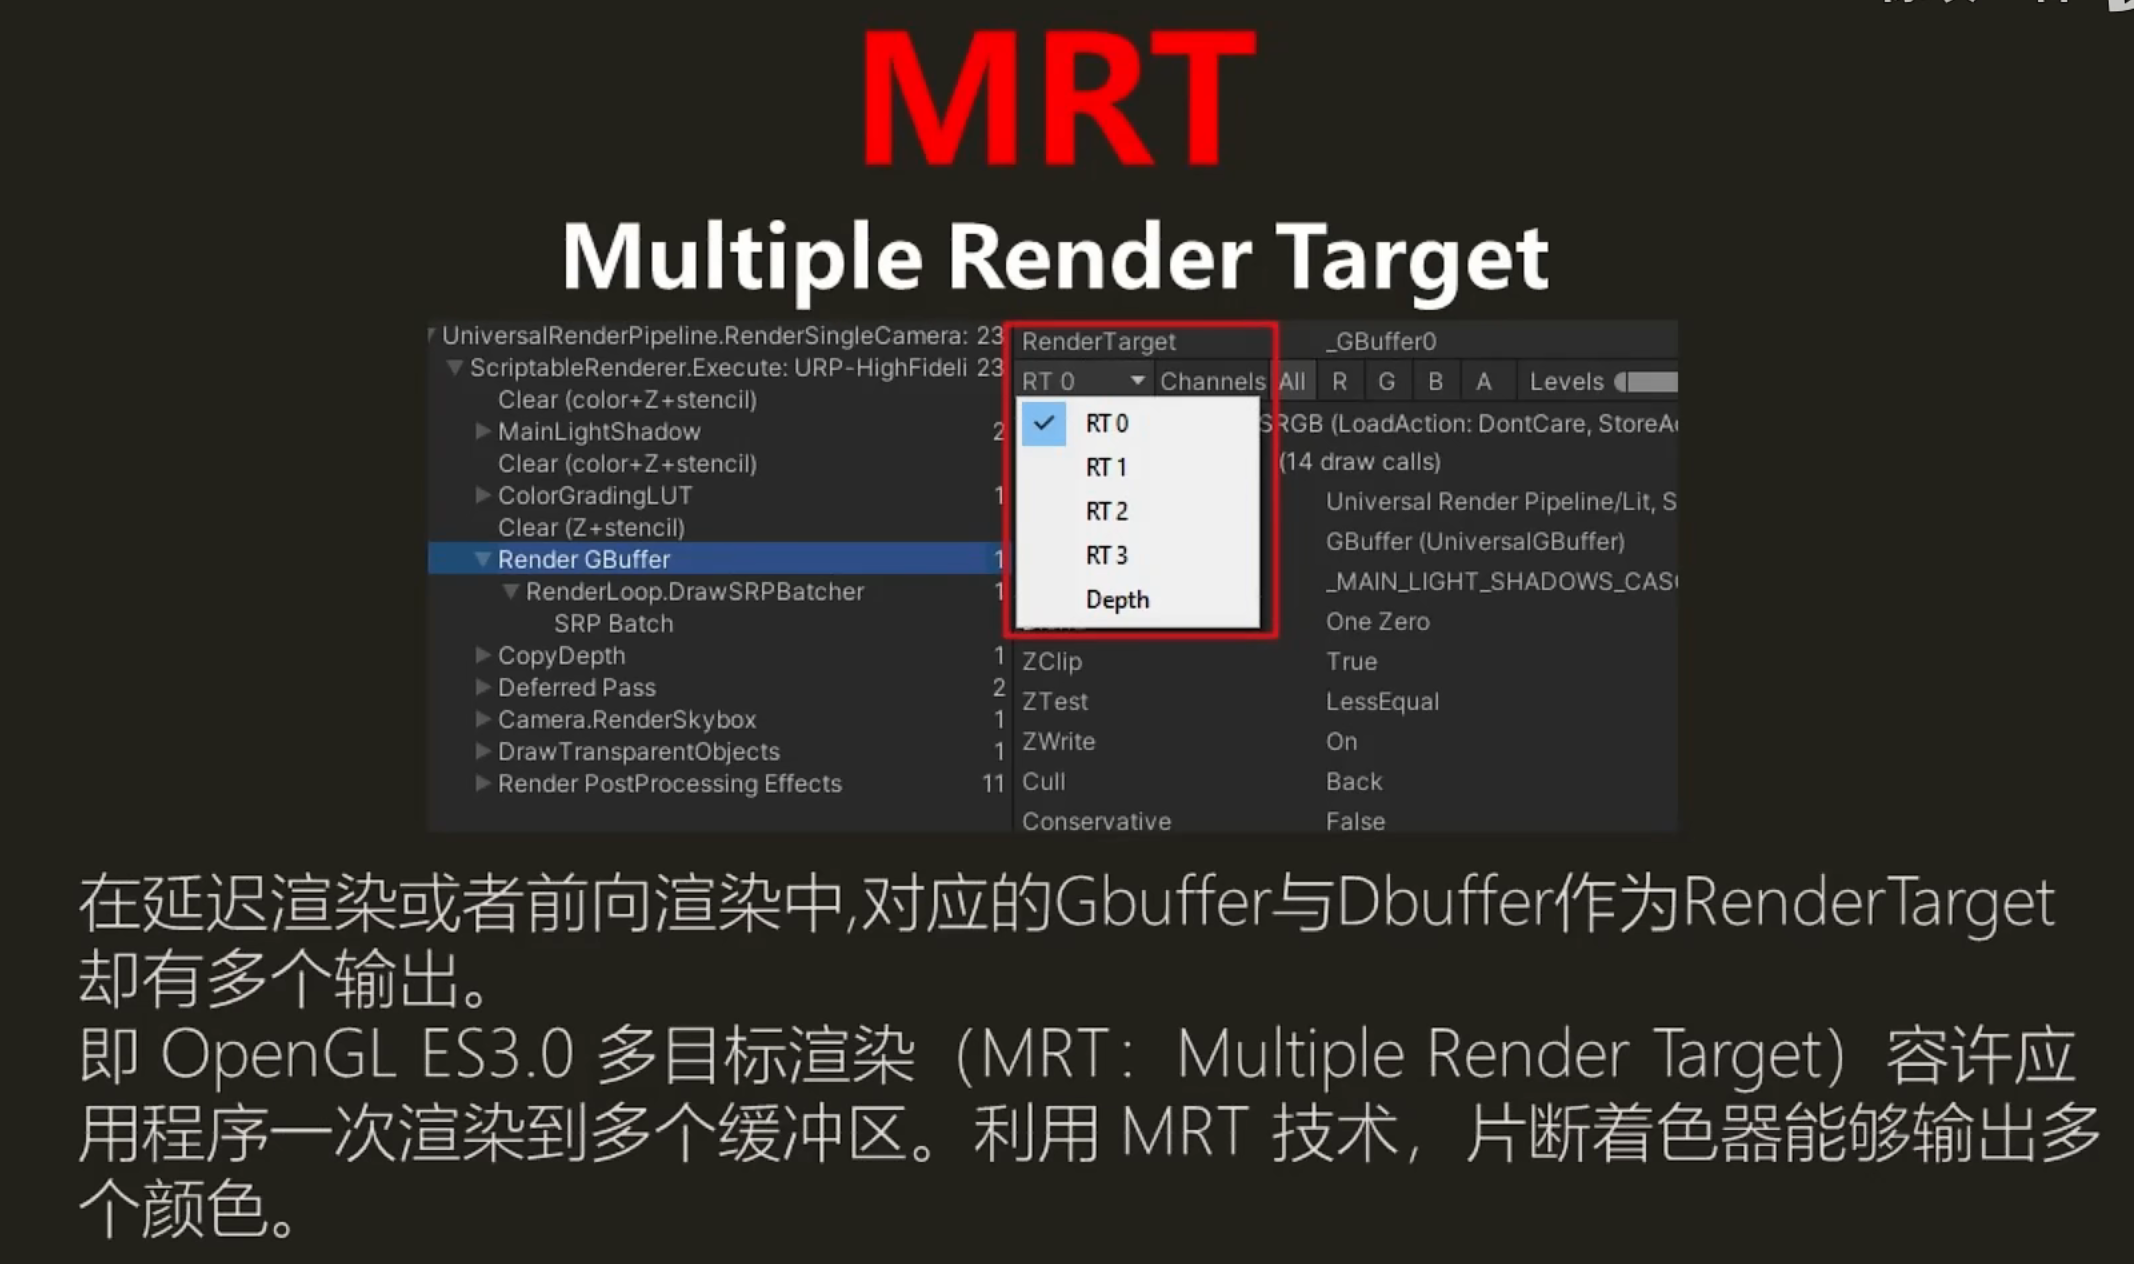 MRT
Multiple Render Target
UniversalRenderPipeline.RenderSingleCamera: 23
ScriptableRenderer.Execute: URP-HighFideli 23
Clear (color+Z+stencil)
MainLightShadow 2
Clear (color+Z+stencil)
ColorGradingLUT 1
Clear (Z+stencil)
Render GBuffer 1
RenderLoop.DrawSRPBatcher 1
SRP Batch
CopyDepth 1
Deferred Pass 2
Camera.RenderSkybox 1
DrawTransparentObjects 1
Render PostProcessing Effects 11
RenderTarget _GBuffer0
RT 0 Channels All R G B A Levels
RT 0
RT 1
RT 2
RT 3
Depth
SRGB (LoadAction: DontCare, StoreAc
(14 draw calls)
Universal Render Pipeline/Lit, S
GBuffer (UniversalGBuffer)
_MAIN_LIGHT_SHADOWS_CASC
One Zero
ZClip True
ZTest LessEqual
ZWrite On
Cull Back
Conservative False
在延迟渲染或者前向渲染中,对应的Gbuffer与Dbuffer作为RenderTarget
却有多个输出。
即 OpenGL ES3.0 多目标渲染（MRT：Multiple Render Target）容许应
用程序一次渲染到多个缓冲区。利用 MRT 技术，片断着色器能够输出多
个颜色。